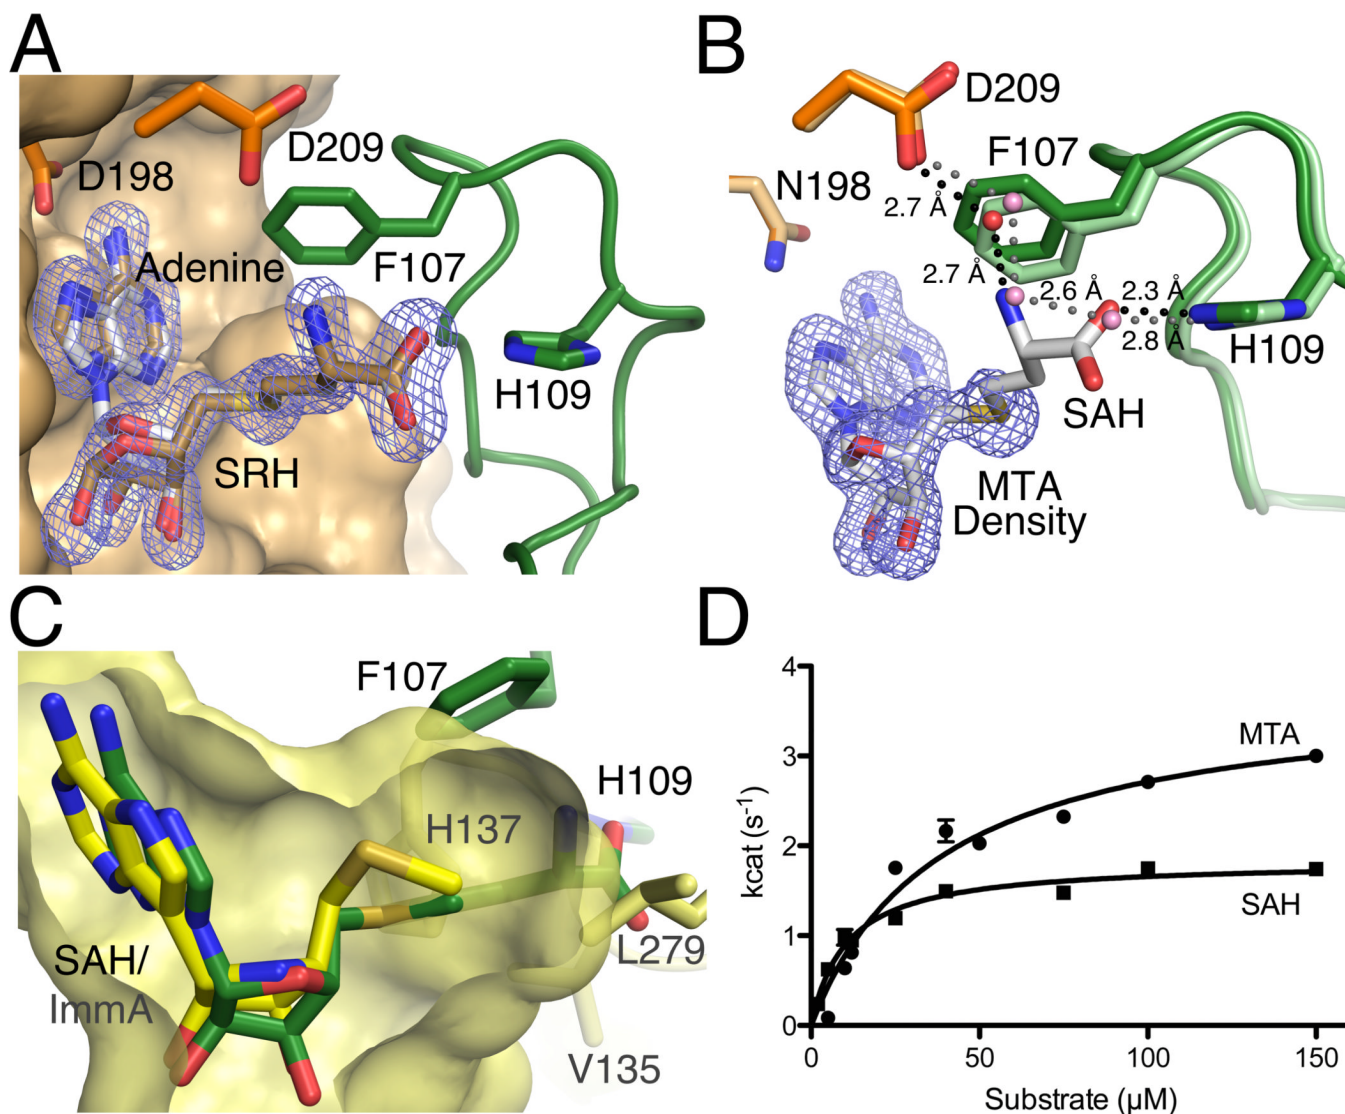 A
D198
D209
Adenine
F107
H109
SRH
B
D209
F107
N198
2.7 Å
2.7 Å
2.6 Å
2.3 Å
2.8 Å
H109
SAH
MTA
Density
C
F107
H109
H137
SAH/
ImmA
L279
V135
D
kcat (s⁻¹)
4
3
2
1
0
MTA
SAH
0
50
100
150
Substrate (µM)